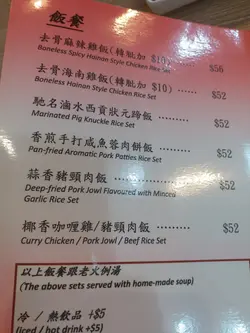 飯餐
去骨麻辣雞飯(轉髀加 $10) ...... $56
Boneless Spicy Hainan Style Chicken Rice Set
去骨海南雞飯(轉髀加 $10) ...... $52
Boneless Hainan Style Chicken Rice Set
馳名滷水西貢狀元蹄飯 ............ $52
Marinated Pig Knuckle Rice Set
香煎手打咸魚蓉肉餅飯 ............ $52
Pan-fried Aromatic Pork Patties Rice Set
蒜香豬頸肉飯 ............ $52
Deep-fried Pork Jowl Flavoured with Minced
Garlic Rice Set
椰香咖喱雞/豬頸肉飯 ............ $52
Curry Chicken / Pork Jowl / Beef Rice Set
以上飯餐跟老火例湯
(The above sets served with home-made soup)
冷 / 熱飲品 +$5
(iced / hot drink +$5)